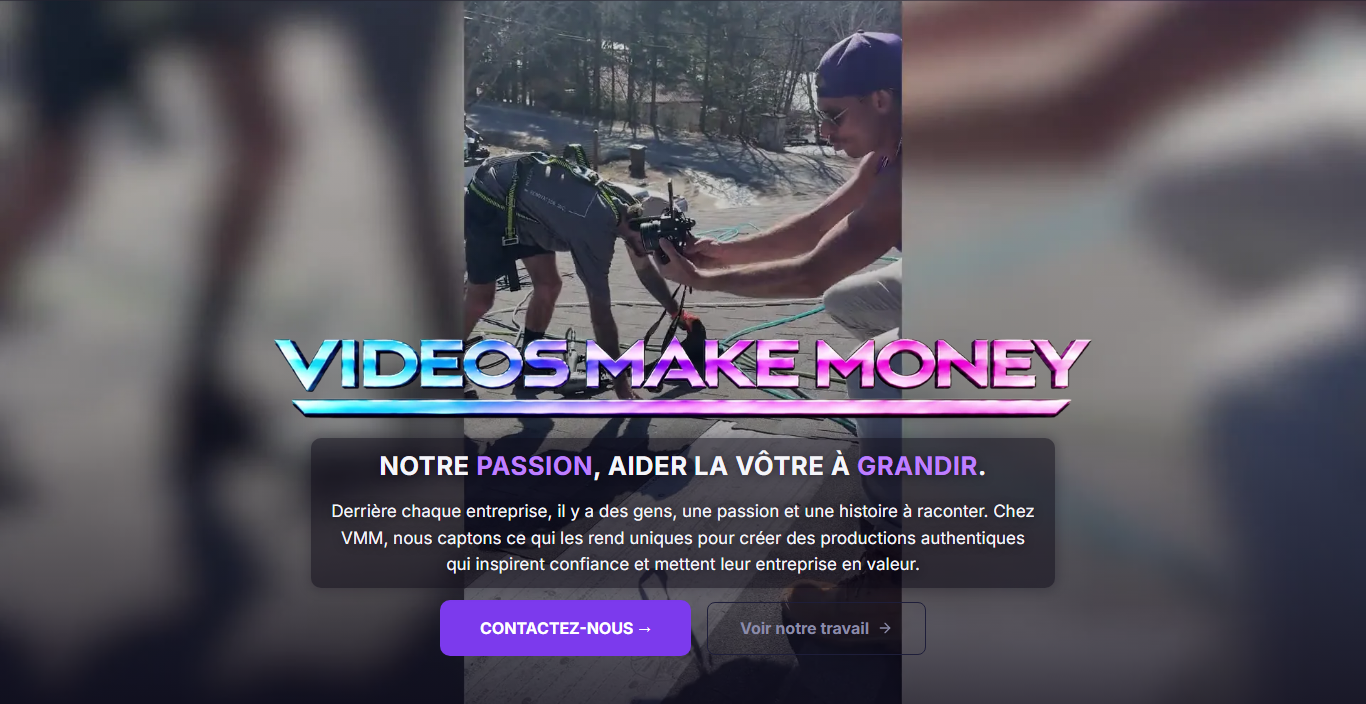 VIDEOS MAKE MONEY
NOTRE PASSION, AIDER LA VÔTRE À GRANDIR.
Derrière chaque entreprise, il y a des gens, une passion et une histoire à raconter. Chez
VMM, nous captons ce qui les rend uniques pour créer des productions authentiques
qui inspirent confiance et mettent leur entreprise en valeur.
CONTACTEZ-NOUS →
Voir notre travail →